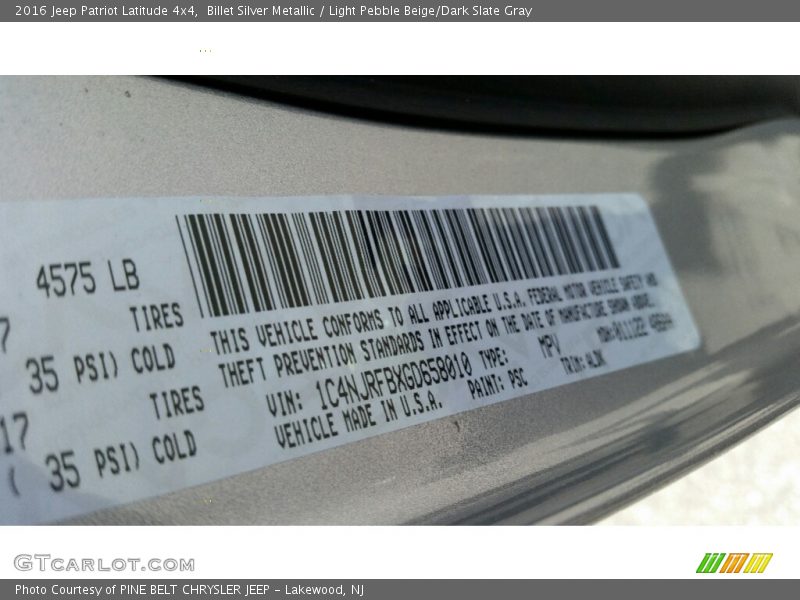 2016 Jeep Patriot Latitude 4x4,  Billet Silver Metallic / Light Pebble Beige/Dark Slate Gray
4575 LB
7 TIRES
35 PSI) COLD
17 TIRES
( 35 PSI) COLD
THIS VEHICLE CONFORMS TO ALL APPLICABLE U.S.A. FEDERAL MOTOR VEHICLE SAFETY AND
THEFT PREVENTION STANDARDS IN EFFECT ON THE DATE OF MANUFACTURE SHOWN ABOVE.
VIN: 1C4NJRFBXGD658010 TYPE: MPV
VEHICLE MADE IN U.S.A. PAINT: PSC TRIM:
GTCARLOT.COM
Photo Courtesy of PINE BELT CHRYSLER JEEP - Lakewood, NJ